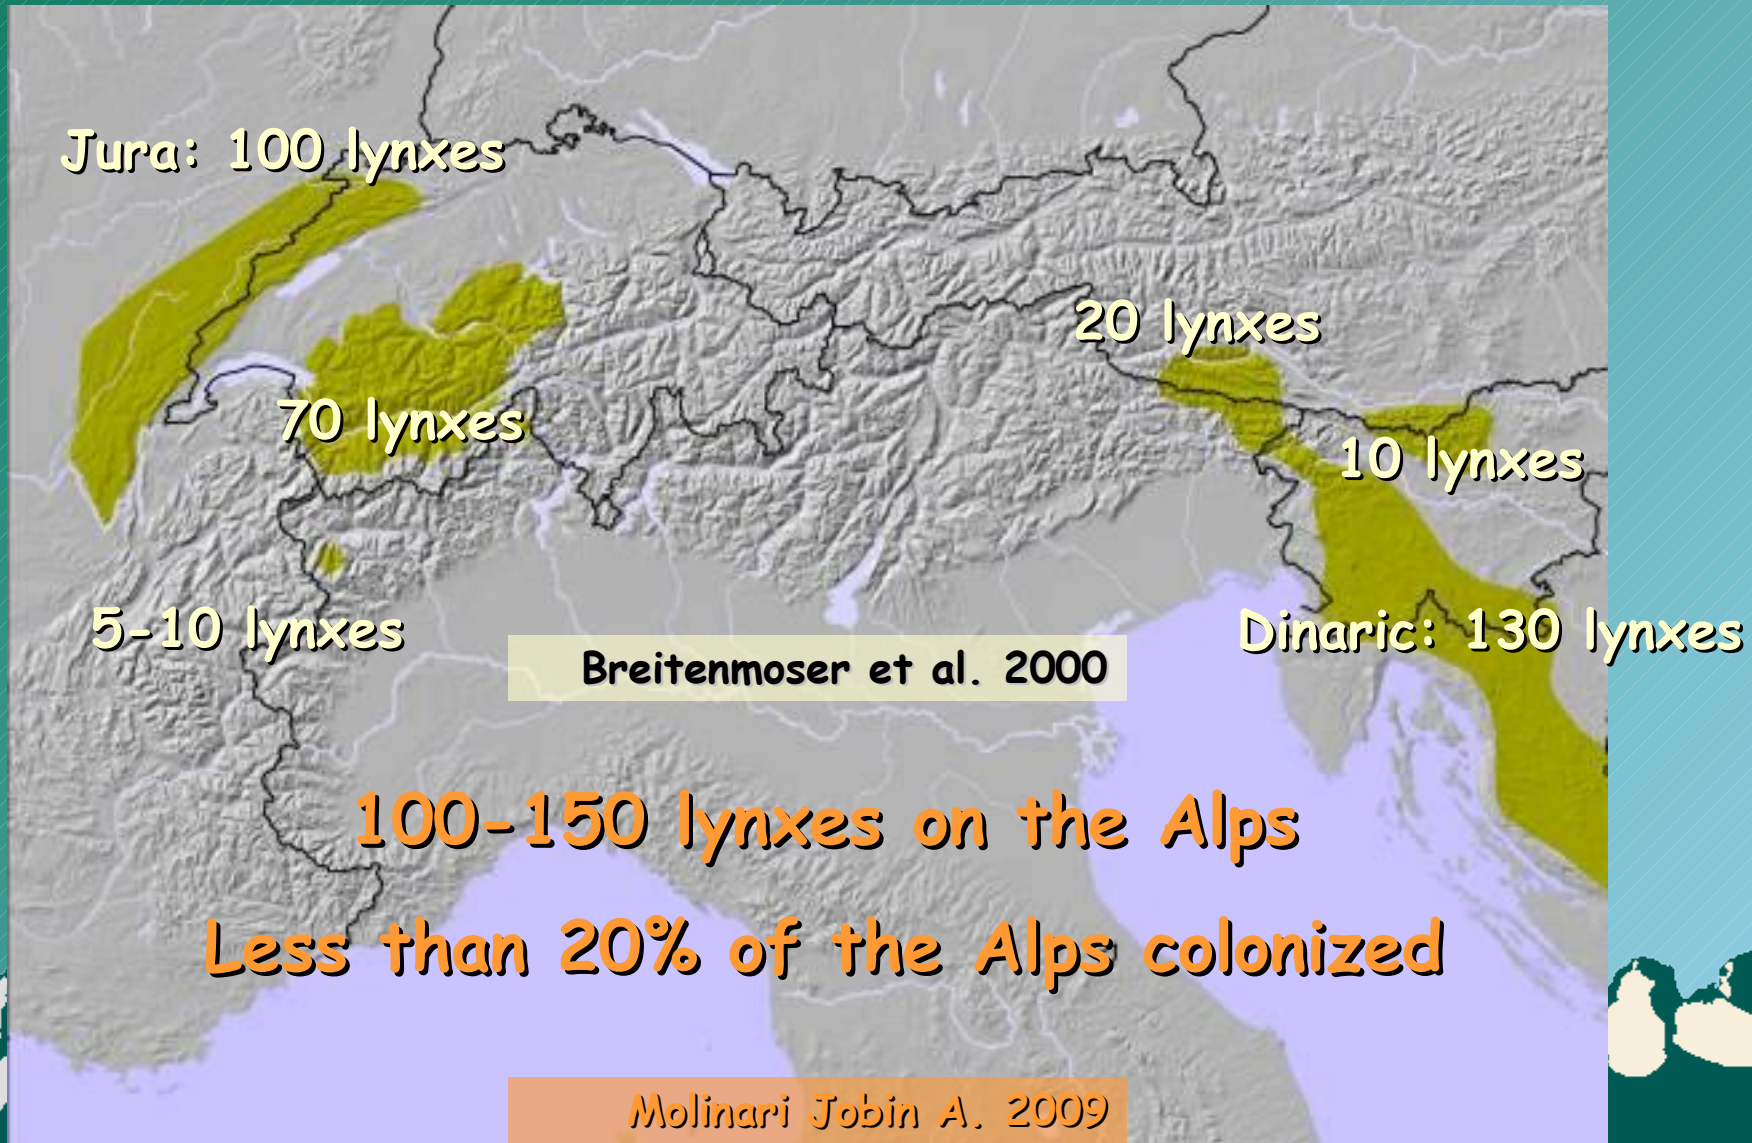 Jura: 100 lynxes
20 lynxes
70 lynxes
10 lynxes
5-10 lynxes
Dinaric: 130 lynxes
Breitenmoser et al. 2000
100-150 lynxes on the Alps
Less than 20% of the Alps colonized
Molinari Jobin A. 2009